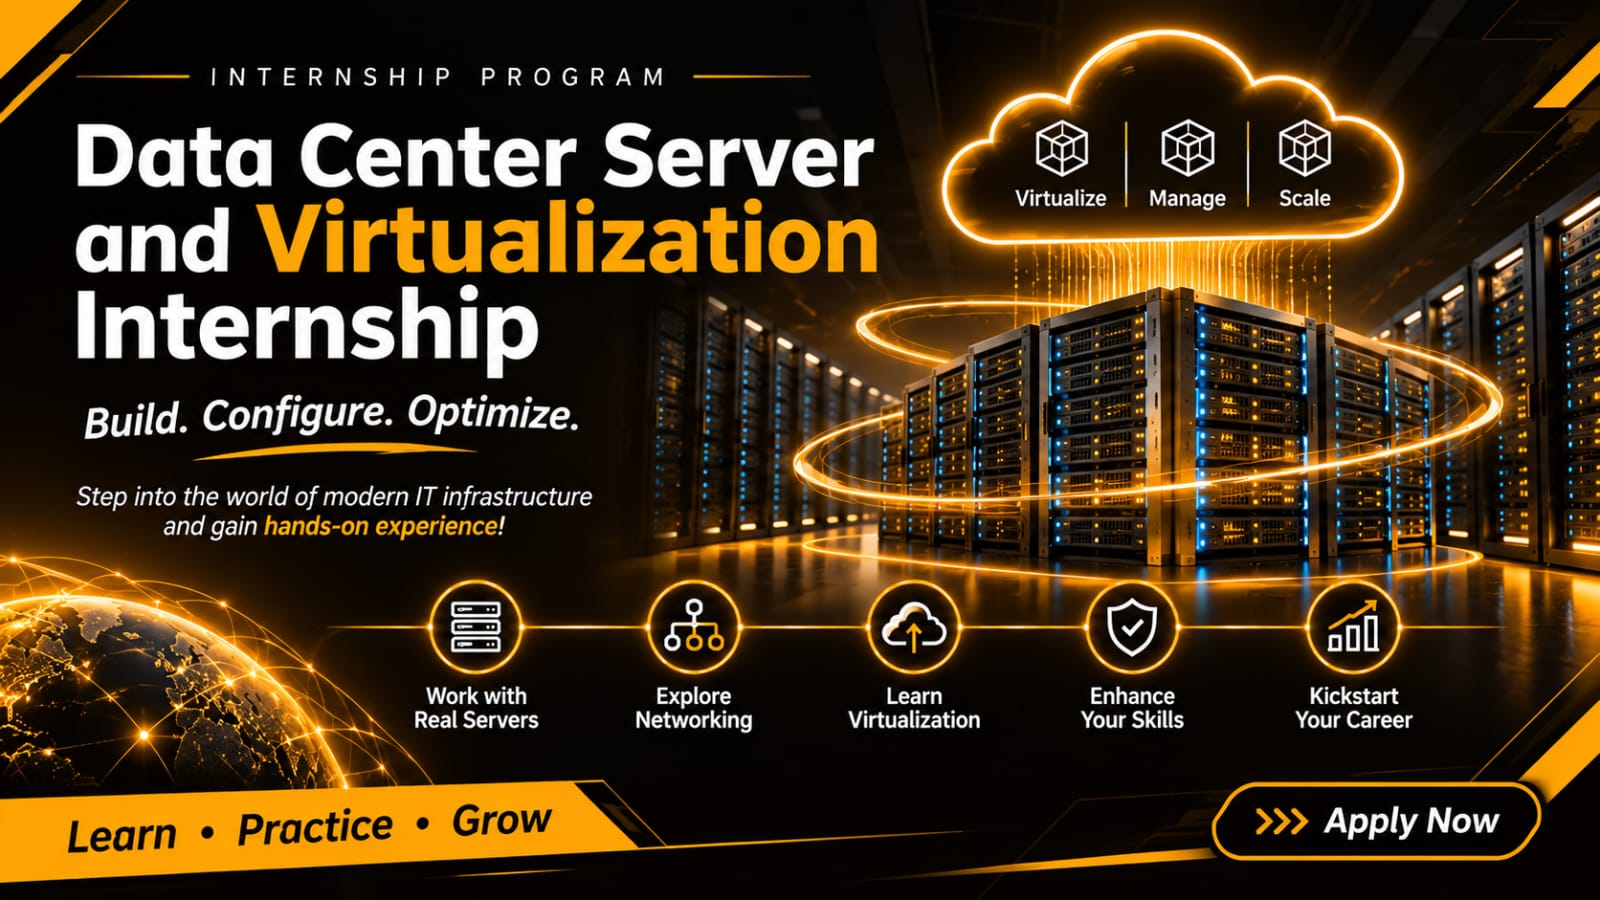 INTERNSHIP PROGRAM
Data Center Server
and Virtualization
Internship
Build. Configure. Optimize.
Step into the world of modern IT infrastructure
and gain hands-on experience!
Virtualize
Manage
Scale
Work with
Real Servers
Explore
Networking
Learn
Virtualization
Enhance
Your Skills
Kickstart
Your Career
Learn • Practice • Grow
>>> Apply Now